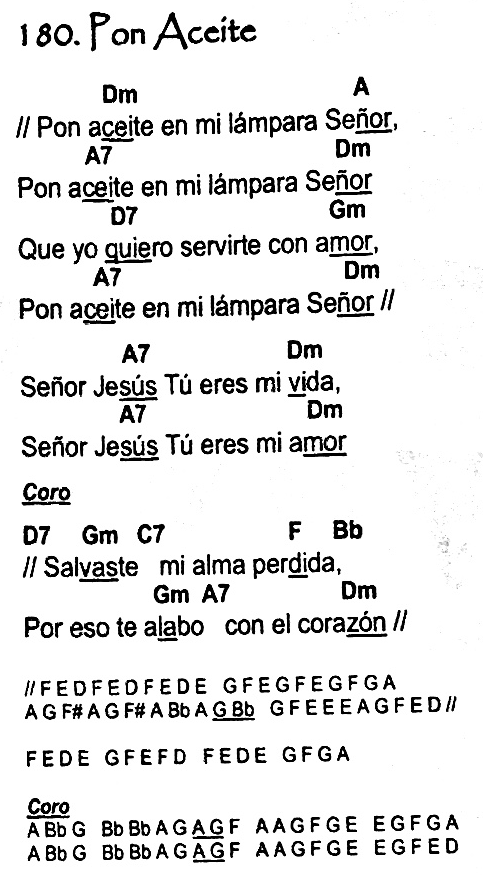 180. Pon Aceite
Dm A
// Pon aceite en mi lámpara Señor,
A7 Dm
Pon aceite en mi lámpara Señor
D7 Gm
Que yo quiero servirte con amor,
A7 Dm
Pon aceite en mi lámpara Señor //
A7 Dm
Señor Jesús Tú eres mi vida,
A7 Dm
Señor Jesús Tú eres mi amor
Coro
D7 Gm C7 F Bb
// Salvaste mi alma perdida,
Gm A7 Dm
Por eso te alabo con el corazón //
// F E D F E D F E D E G F E G F E G F G A
A G F# A G F# A Bb A G Bb G F E E E A G F E D //
F E D E G F E F D F E D E G F G A
Coro
A Bb G Bb Bb A G A G F A A G F G E E G F G A
A Bb G Bb Bb A G A G F A A G F G E E G F E D